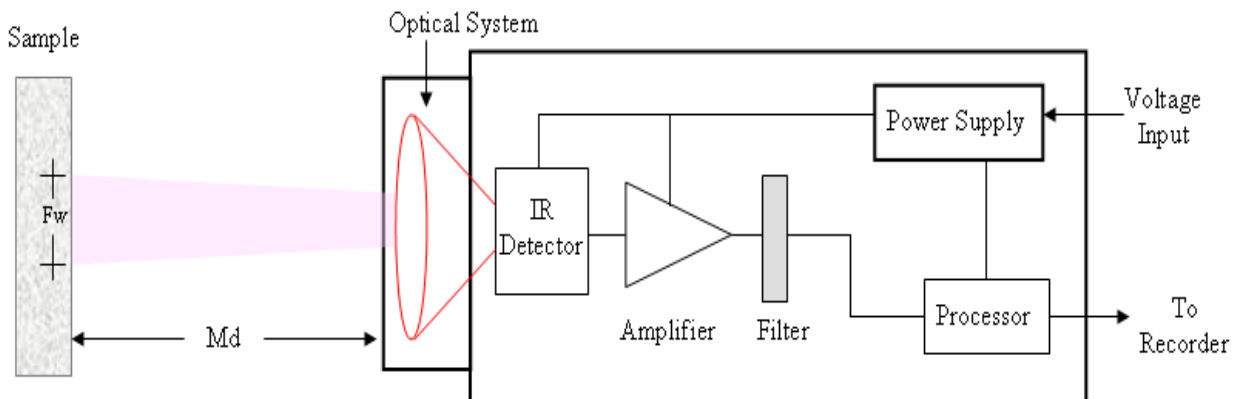 Optical System
Sample
Power Supply
Voltage
Input
IR
Detector
Fw
Md
Amplifier
Filter
Processor
To
Recorder